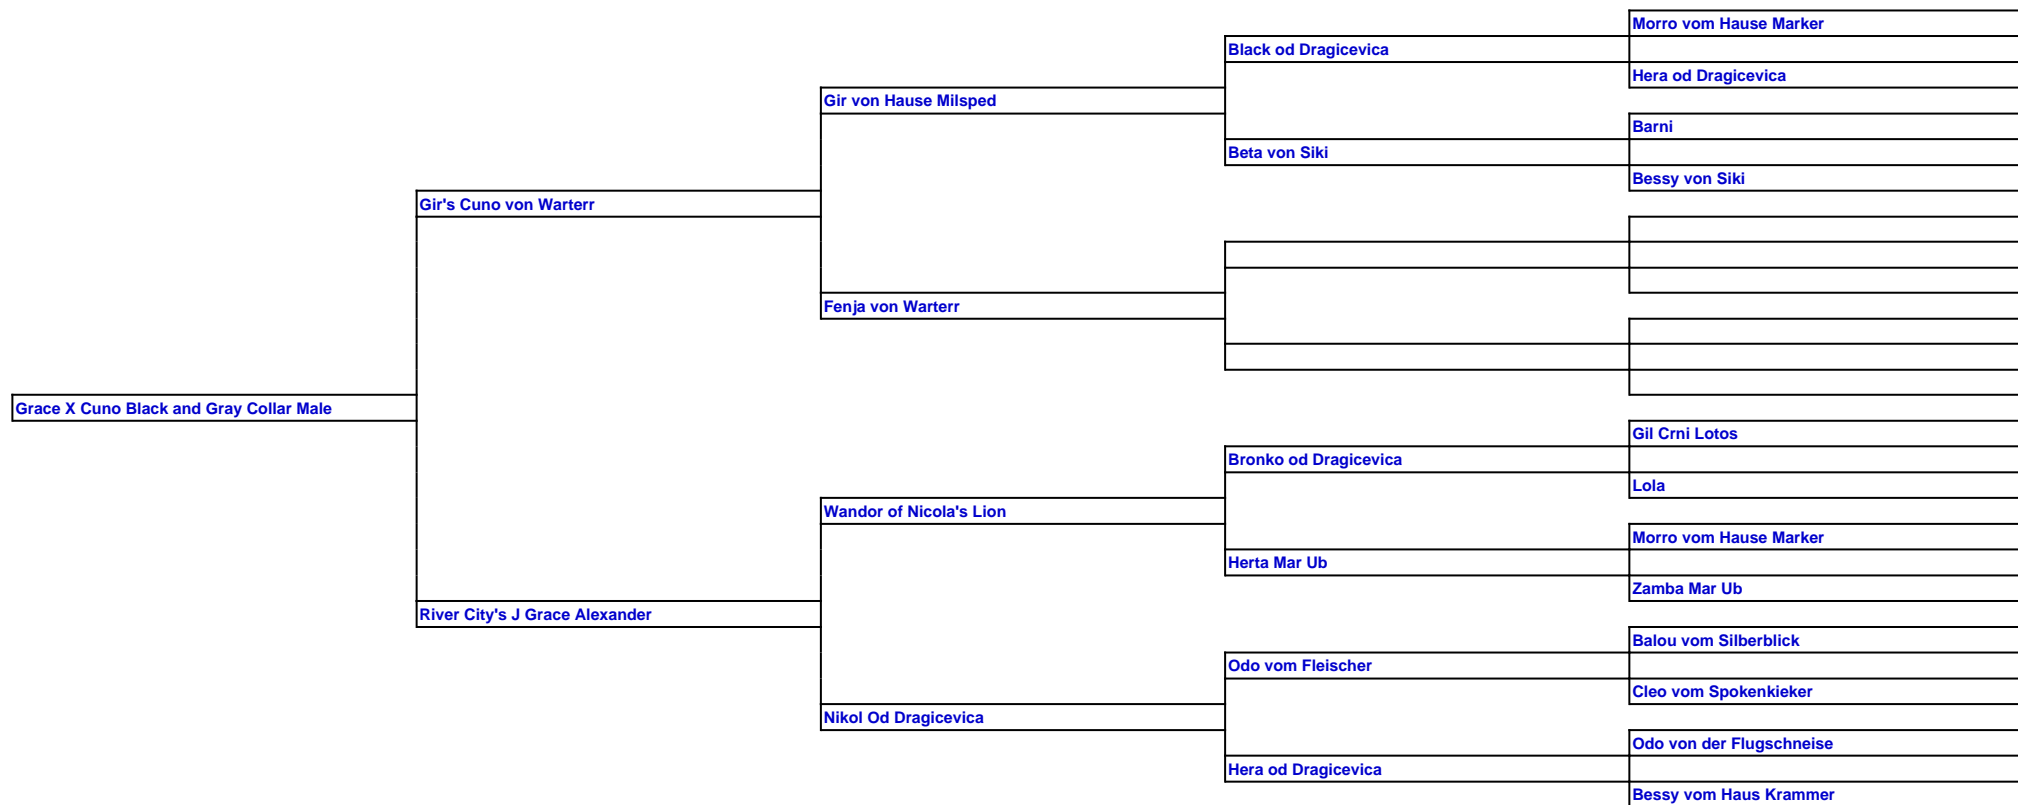 Morro vom Hause Marker
Black od Dragicevica
Hera od Dragicevica
Gir von Hause Milsped
Barni
Beta von Siki
Bessy von Siki
Gir's Cuno von Warterr
Fenja von Warterr
Grace X Cuno Black and Gray Collar Male
Gil Crni Lotos
Bronko od Dragicevica
Lola
Wandor of Nicola's Lion
Morro vom Hause Marker
Herta Mar Ub
Zamba Mar Ub
River City's J Grace Alexander
Balou vom Silberblick
Odo vom Fleischer
Cleo vom Spokenkieker
Nikol Od Dragicevica
Odo von der Flugschneise
Hera od Dragicevica
Bessy vom Haus Krammer